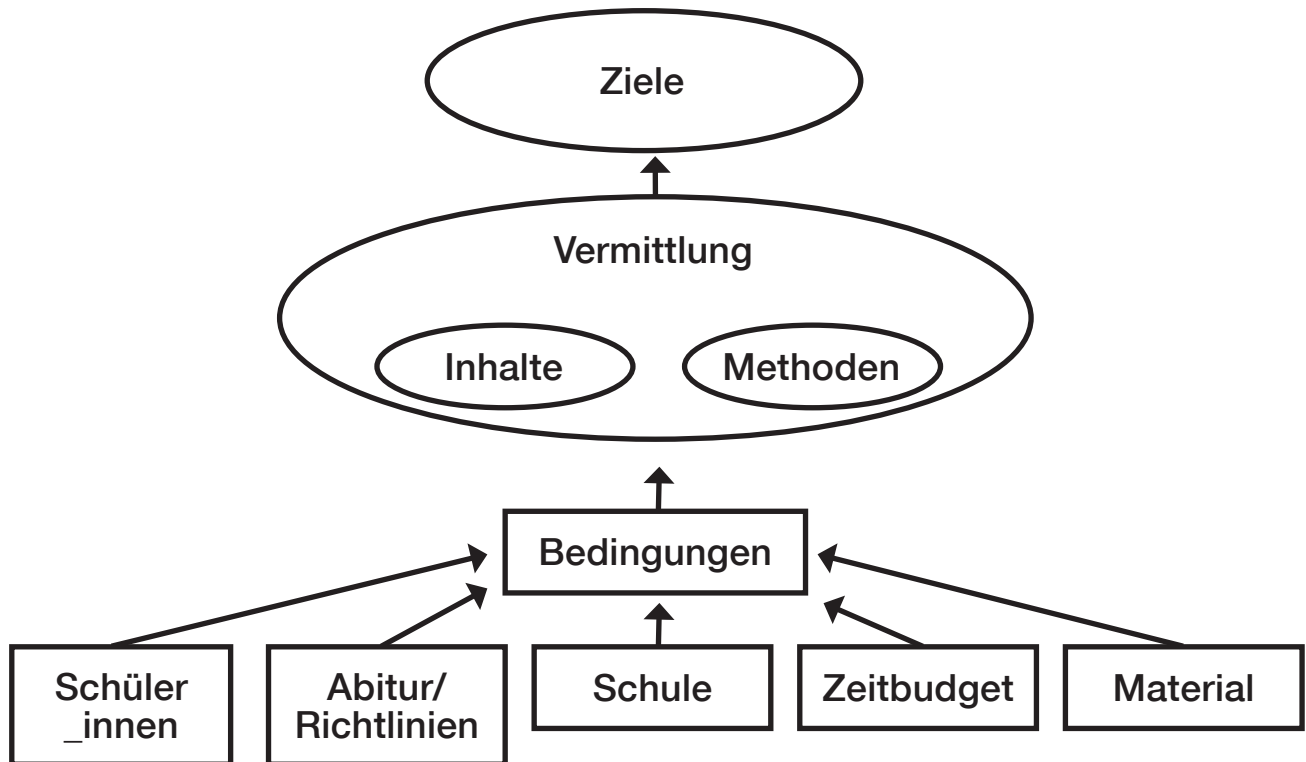 Ziele
Vermittlung
Inhalte
Methoden
Bedingungen
Schüler
_innen
Abitur/
Richtlinien
Schule
Zeitbudget
Material